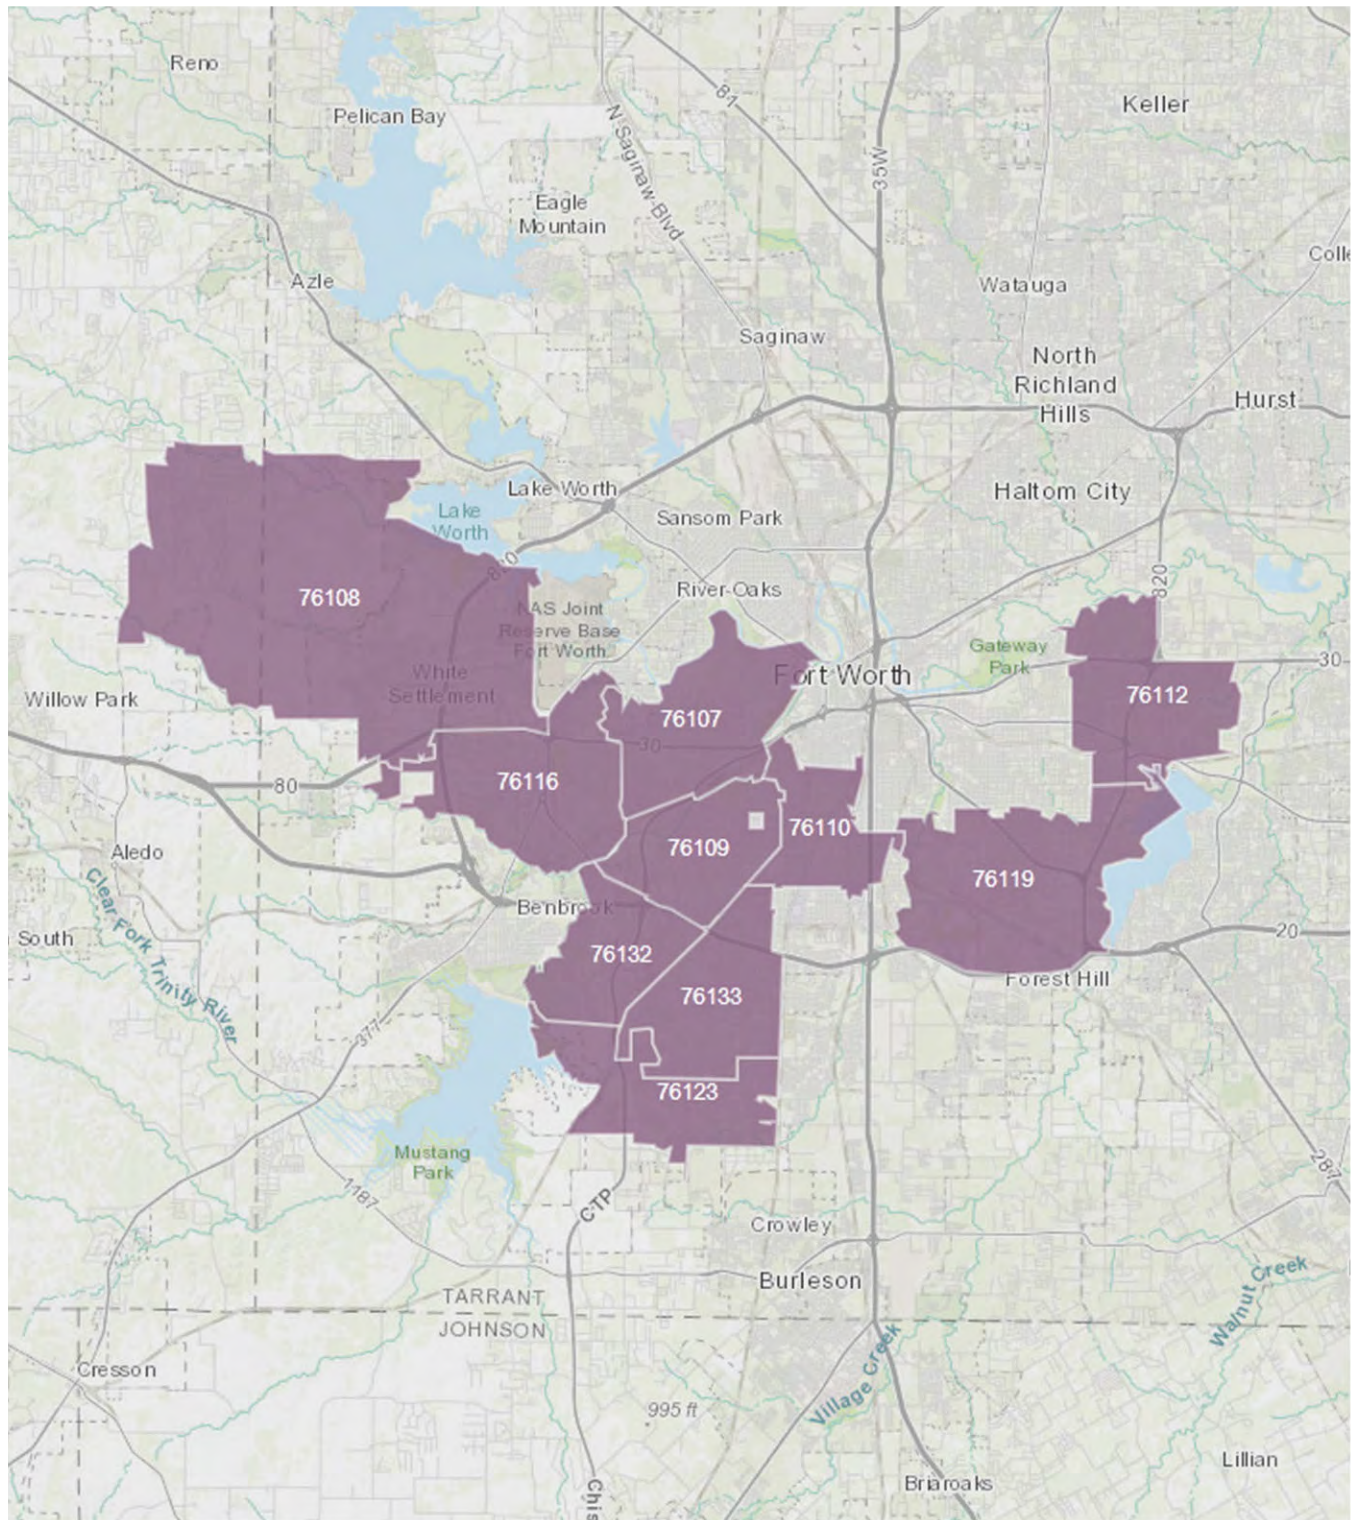 Reno
Pelican Bay
81
Keller
N Saginaw Blvd
35W
Eagle
Mountain
Colle
Azle
Watauga
Saginaw
North
Richland
Hills
Hurst
Lake Worth
Haltom City
Lake
Worth
Sansom Park
820
820
River Oaks
76108
NAS Joint
Reserve Base
Fort Worth
Gateway
Park
30
White
Settlement
Fort Worth
Willow Park
76112
76107
30
76116
80
76110
76109
Aledo
76119
Benbrook
Clear Fork Trinity River
South
20
76132
Forest Hill
76133
377
76123
Mustang
Park
287
1187
CTP
Crowley
Burleson
Walnut Creek
TARRANT
JOHNSON
Village Creek
Cresson
995 ft
Lillian
Briaroaks
Chis